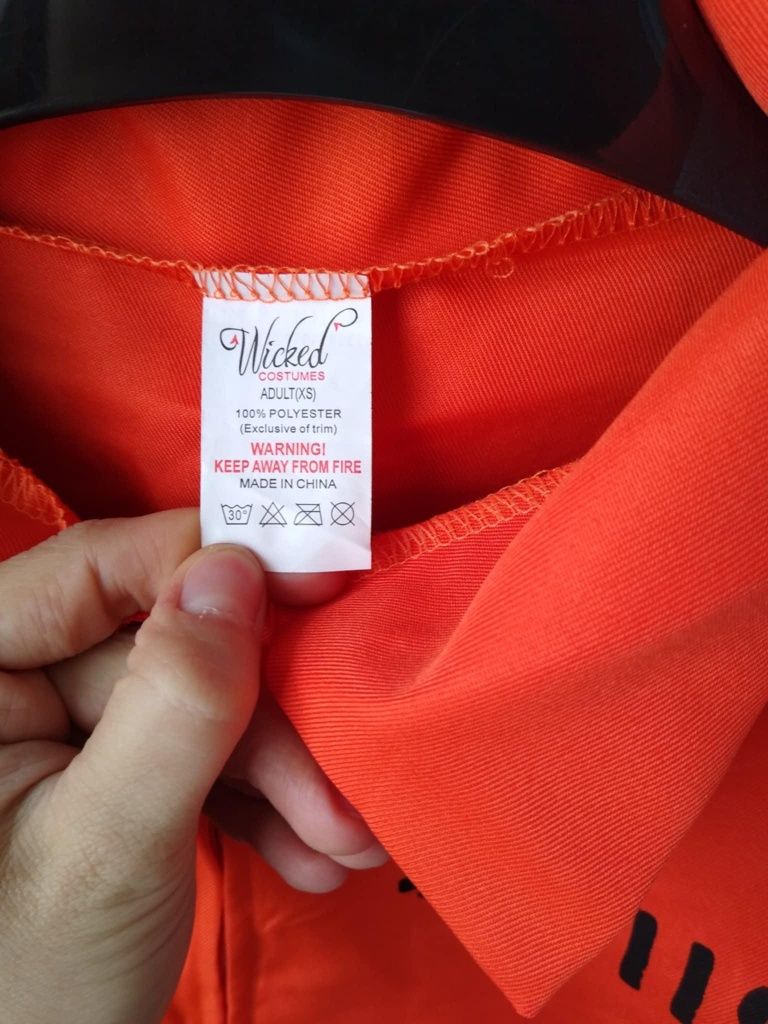 Wicked
COSTUMES
ADULT(XS)
100% POLYESTER
(Exclusive of trim)
WARNING!
KEEP AWAY FROM FIRE
MADE IN CHINA
30°